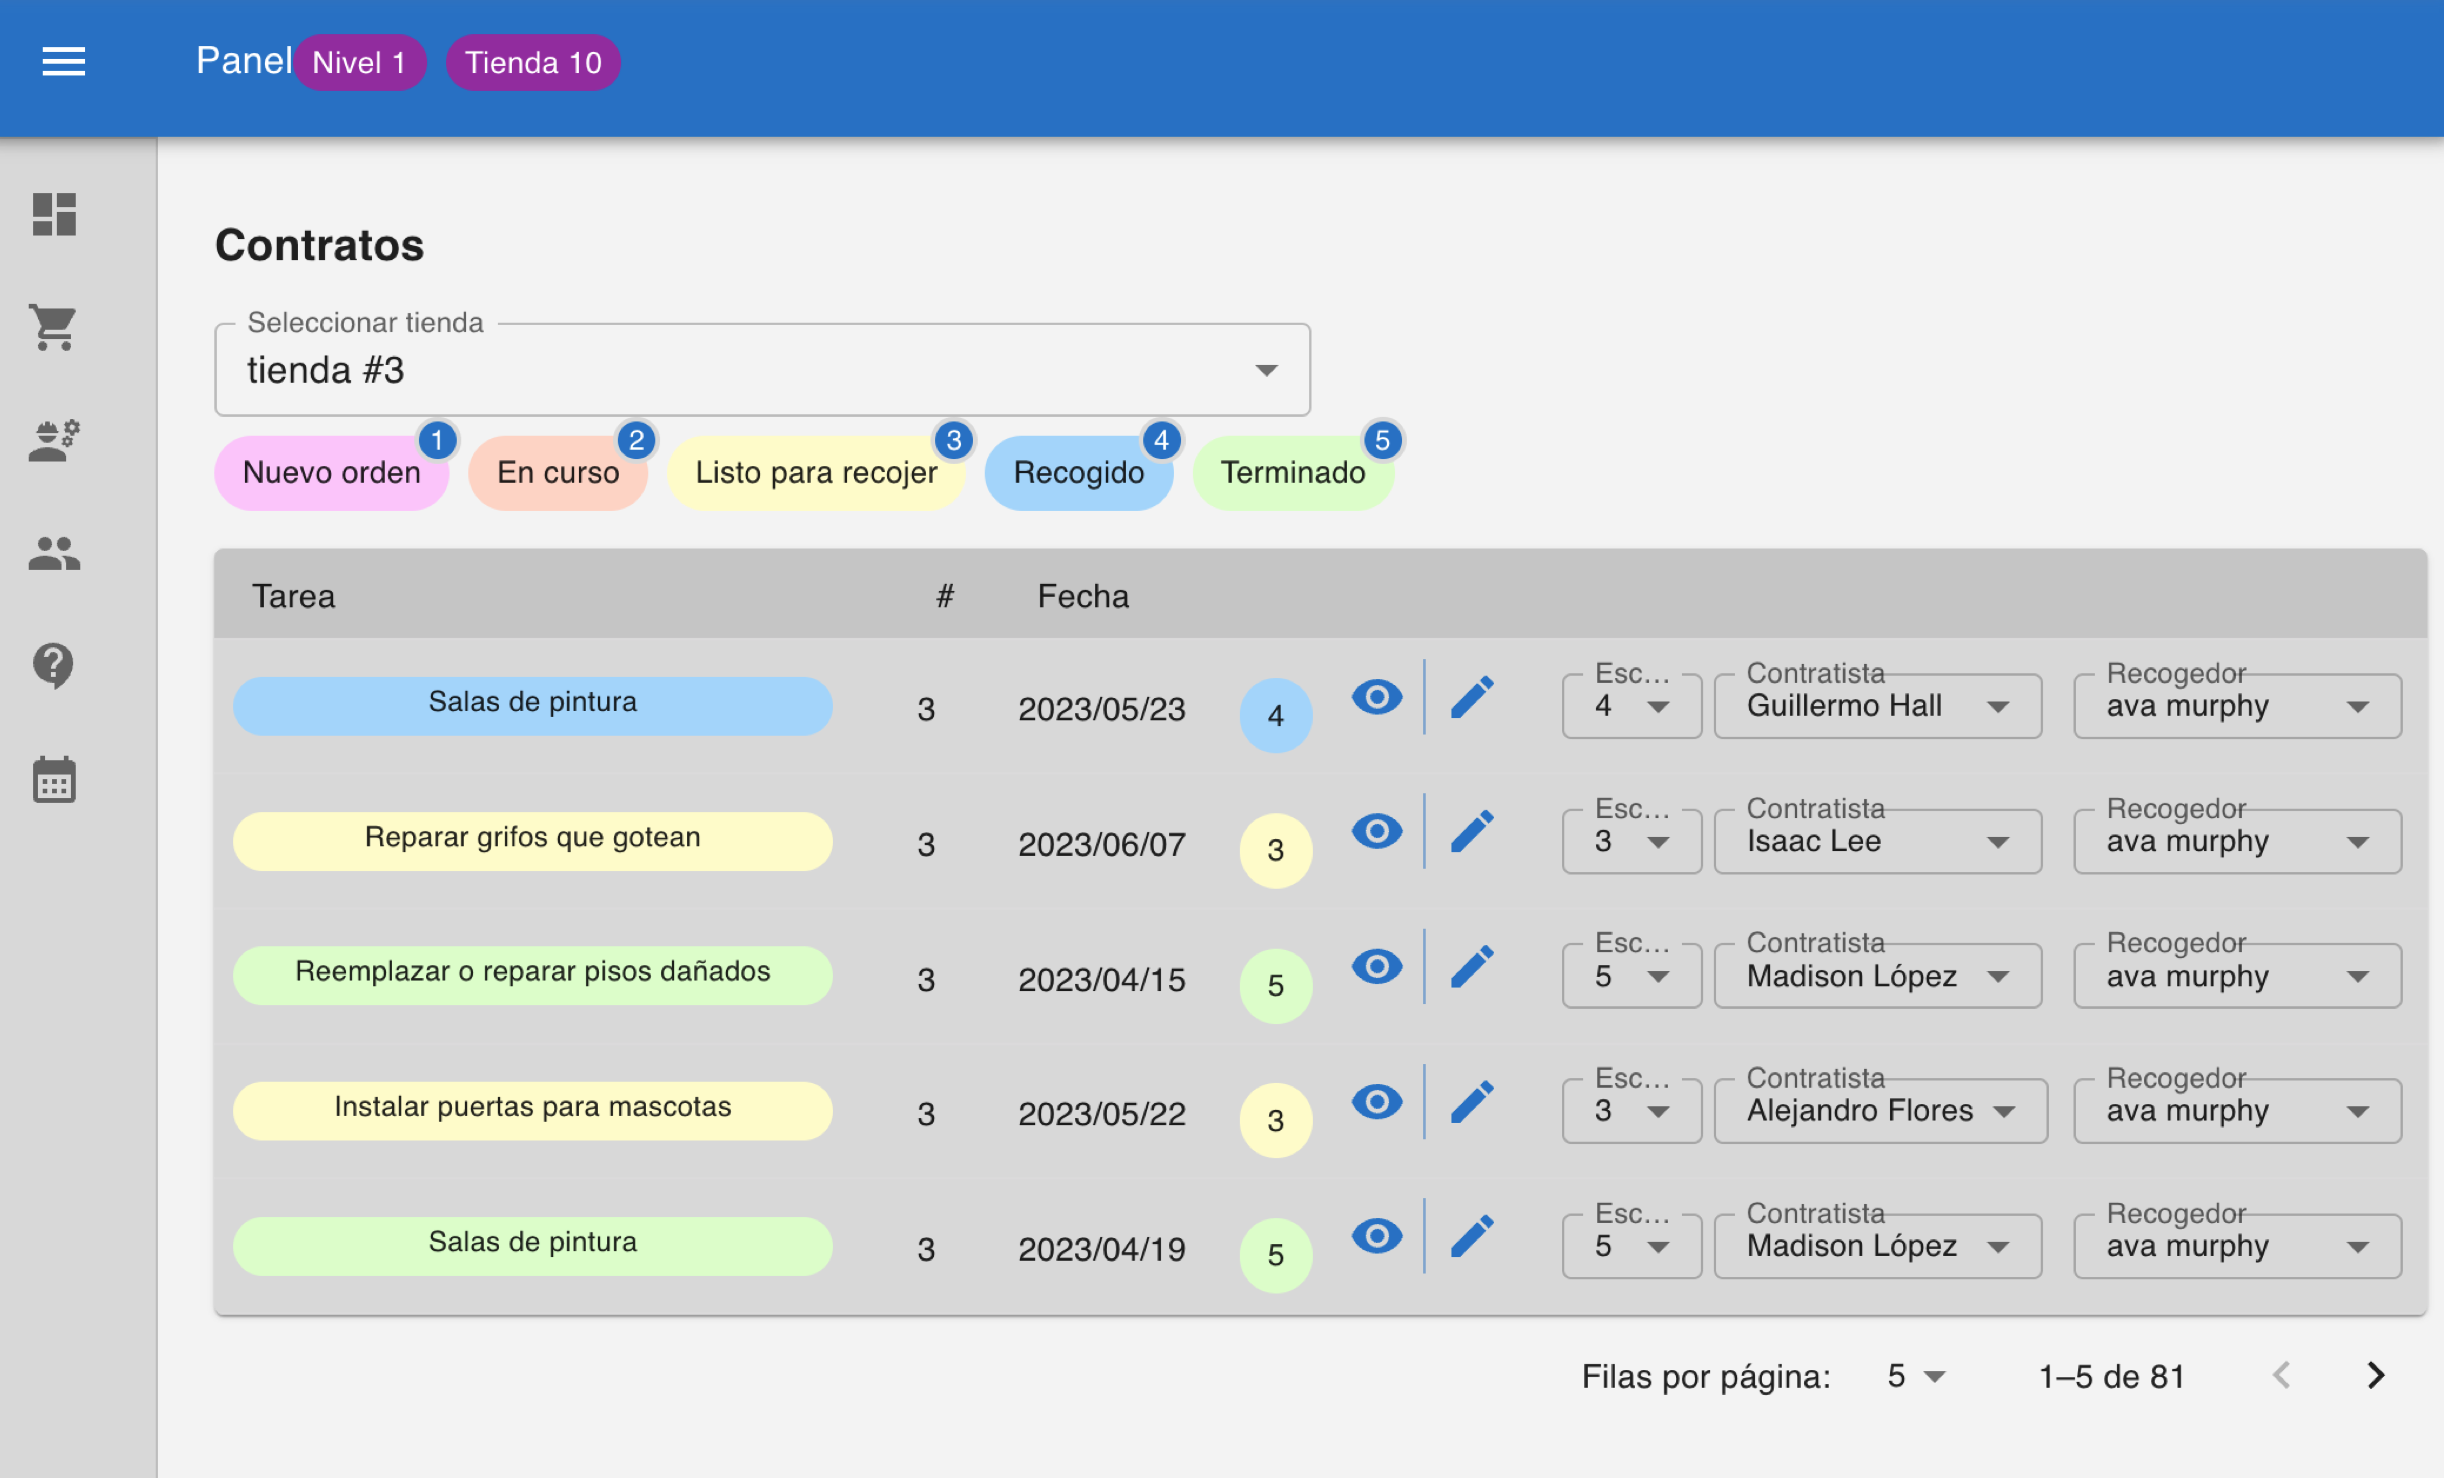 Panel Nivel 1 Tienda 10
Contratos
Seleccionar tienda
tienda #3
1 2 3 4 5
Nuevo orden En curso Listo para recojer Recogido Terminado
Tarea # Fecha
Esc... Contratista Recogedor
Salas de pintura 3 2023/05/23 4 4 Guillermo Hall ava murphy
Esc... Contratista Recogedor
Reparar grifos que gotean 3 2023/06/07 3 3 Isaac Lee ava murphy
Esc... Contratista Recogedor
Reemplazar o reparar pisos dañados 3 2023/04/15 5 5 Madison López ava murphy
Esc... Contratista Recogedor
Instalar puertas para mascotas 3 2023/05/22 3 3 Alejandro Flores ava murphy
Esc... Contratista Recogedor
Salas de pintura 3 2023/04/19 5 5 Madison López ava murphy
Filas por página: 5 1–5 de 81